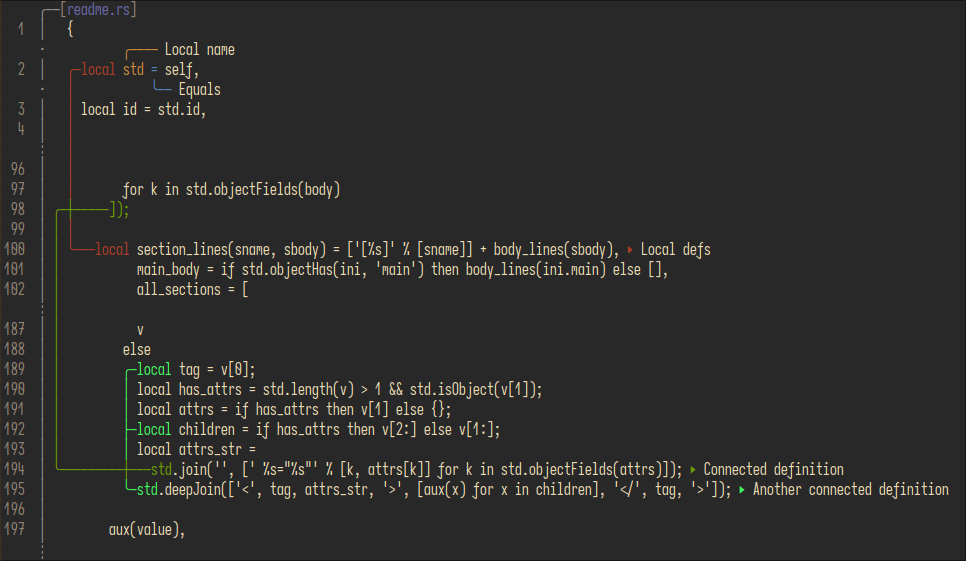 [readme.rs]
1 {
Local name
2 local std = self,
Equals
3 local id = std.id,
4
96
97 for k in std.objectFields(body)
98 ]);
99
100 local section_lines(sname, sbody) = ['[%s]' % [sname]] + body_lines(sbody), ‣ Local defs
101 main_body = if std.objectHas(ini, 'main') then body_lines(ini.main) else [],
102 all_sections = [
187 v
188 else
189 local tag = v[0];
190 local has_attrs = std.length(v) > 1 && std.isObject(v[1]);
191 local attrs = if has_attrs then v[1] else {};
192 local children = if has_attrs then v[2:] else v[1:];
193 local attrs_str =
194 std.join('', [' %s="%s"' % [k, attrs[k]] for k in std.objectFields(attrs)]); ‣ Connected definition
195 std.deepJoin(['<', tag, attrs_str, '>', [aux(x) for x in children], '</', tag, '>']); ‣ Another connected definition
196
197 aux(value),